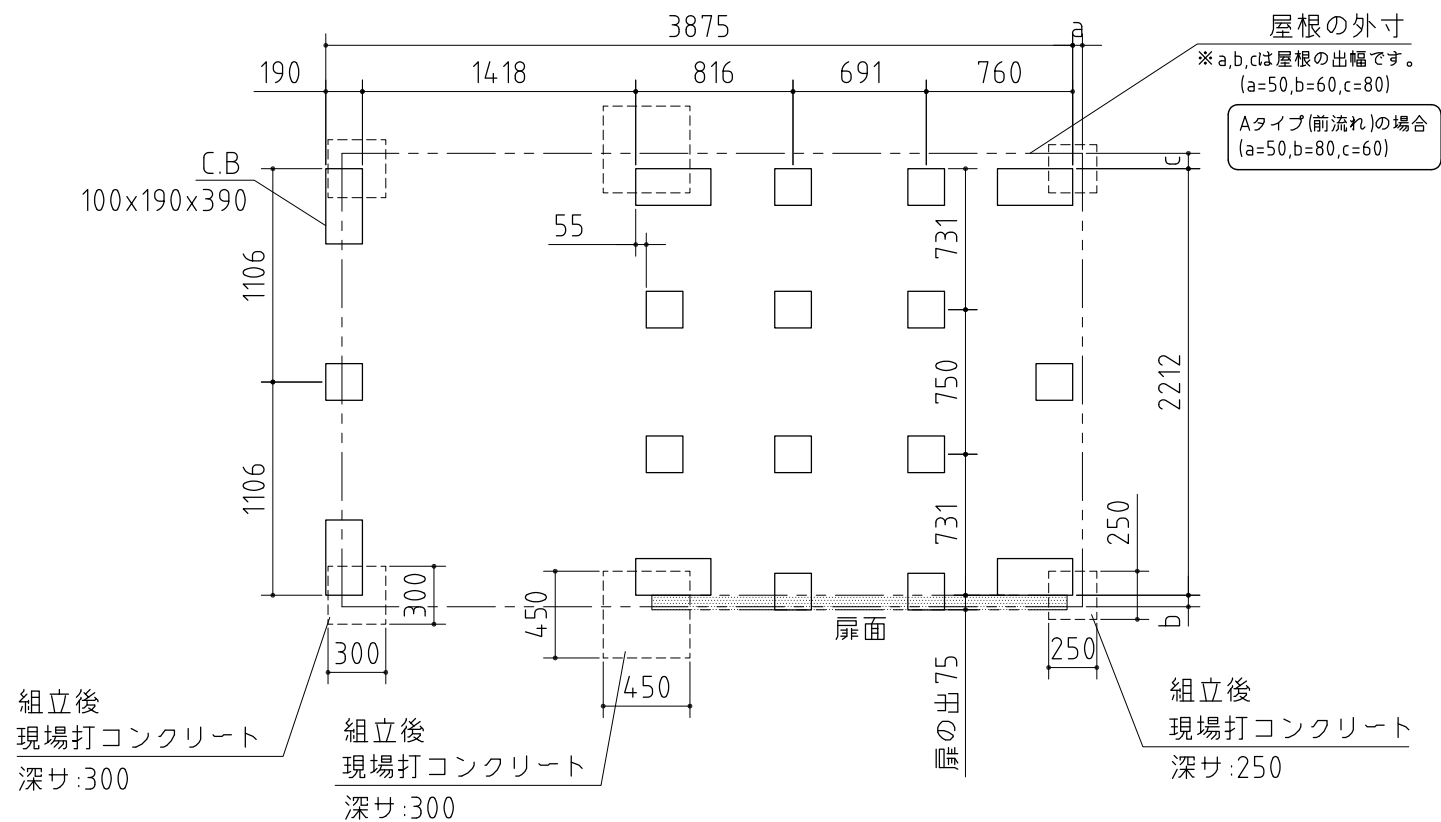 3875
a
屋根の外寸
※a,b,cは屋根の出幅です。
(a=50,b=60,c=80)
190
1418
816
691
760
Aタイプ(前流れ)の場合
(a=50,b=80,c=60)
C.B
100x190x390
c
55
731
1106
750
2212
1106
731
250
300
450
b
扉面
300
450
250
扉の出75
組立後
現場打コンクリート
深サ:300
組立後
現場打コンクリート
深サ:300
組立後
現場打コンクリート
深サ:250